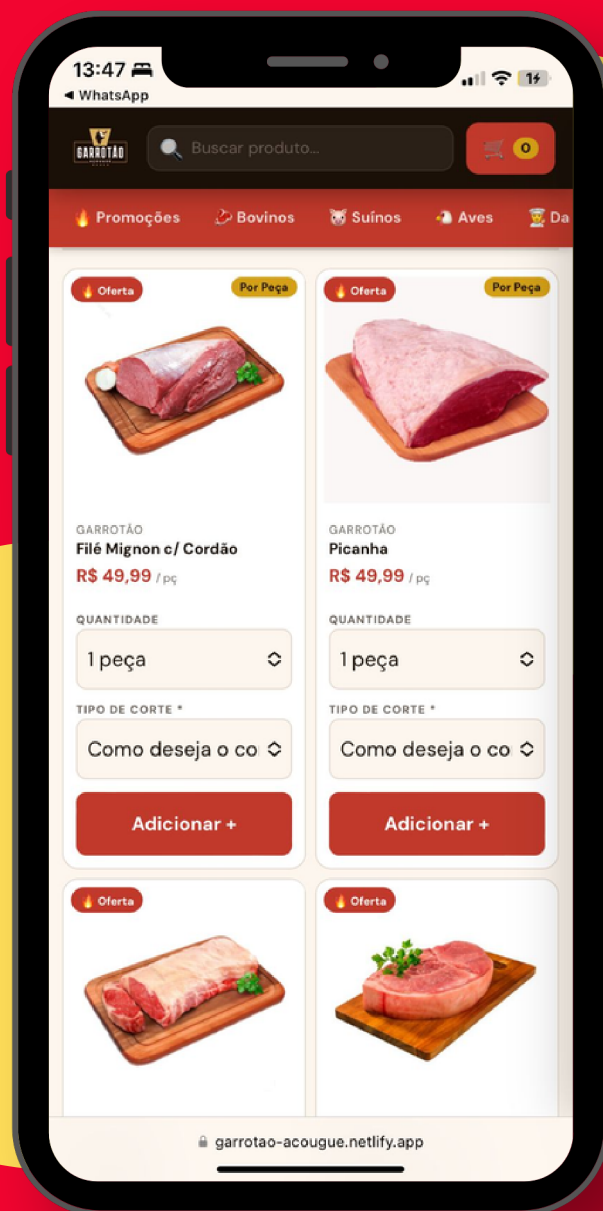 13:47
◀ WhatsApp
17
GARROTÃO
Buscar produto...
0
Promoções
Bovinos
Suínos
Aves
Da
Oferta
Por Peça
Oferta
Por Peça
GARROTÃO
Filé Mignon c/ Cordão
R$ 49,99 / pç
QUANTIDADE
1 peça
TIPO DE CORTE *
Como deseja o co
Adicionar +
GARROTÃO
Picanha
R$ 49,99 / pç
QUANTIDADE
1 peça
TIPO DE CORTE *
Como deseja o co
Adicionar +
Oferta
Oferta
garrotao-acougue.netlify.app